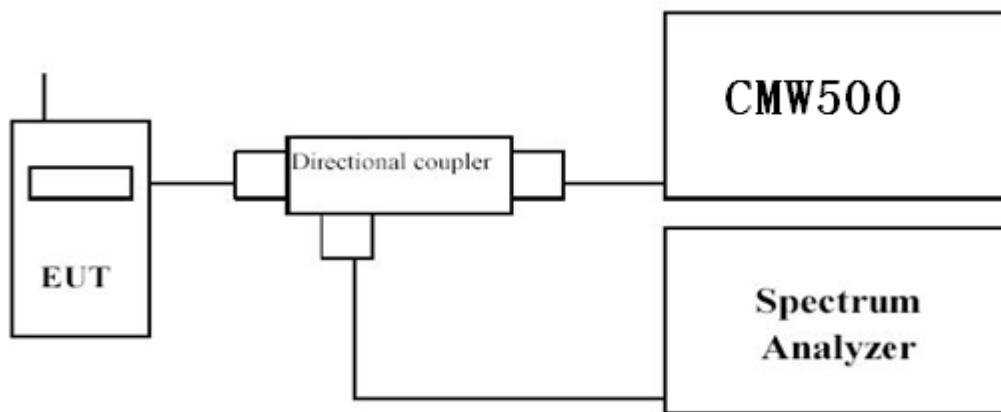 CMW500
Directional coupler
EUT
Spectrum
Analyzer